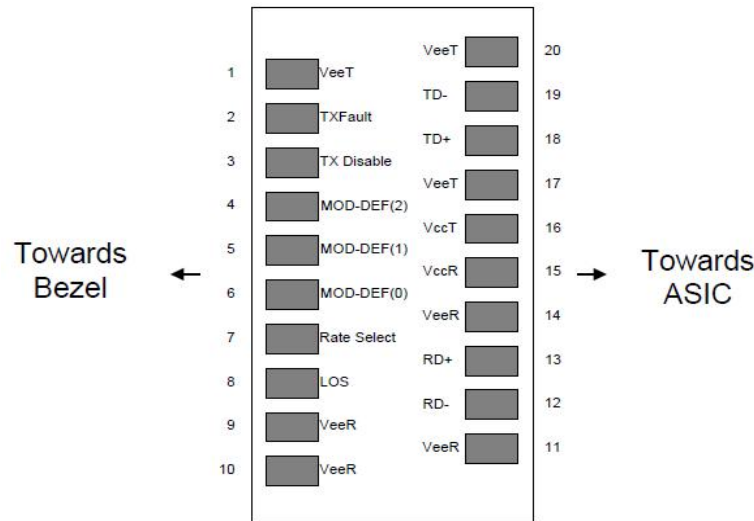 VeeT 20
1 VeeT
TD- 19
2 TXFault
TD+ 18
3 TX Disable
VeeT 17
4 MOD-DEF(2)
VccT 16
5 MOD-DEF(1)
Towards
Bezel
VccR 15
Towards
ASIC
6 MOD-DEF(0)
VeeR 14
7 Rate Select
RD+ 13
8 LOS
RD- 12
9 VeeR
VeeR 11
10 VeeR